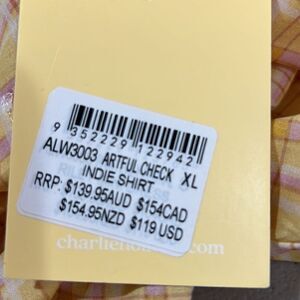 9 352229 122942
ALW3003 ARTFUL CHECK XL
INDIE SHIRT
RRP: $139.95AUD $154CAD
$154.95NZD $119 USD